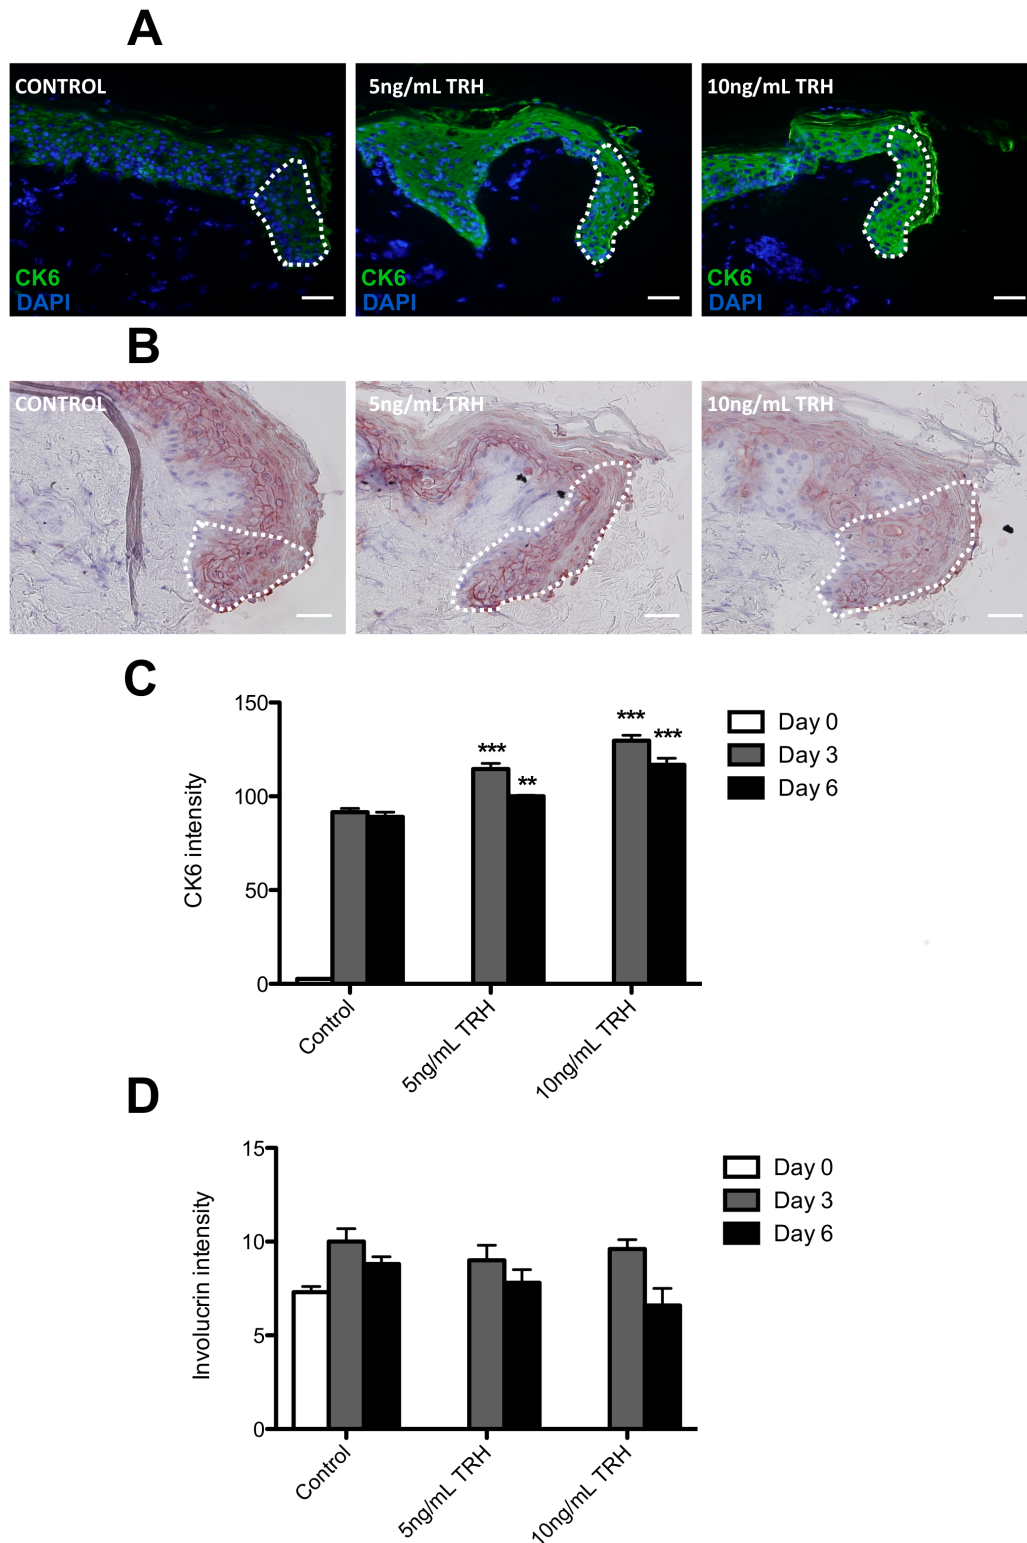 A
CONTROL
5ng/mL TRH
10ng/mL TRH
CK6
DAPI
CK6
DAPI
CK6
DAPI
B
CONTROL
5ng/mL TRH
10ng/mL TRH
C
150
100
50
0
CK6 intensity
***
**
***
***
Control
5ng/mL TRH
10ng/mL TRH
Day 0
Day 3
Day 6
D
15
10
5
0
Involucrin intensity
Control
5ng/mL TRH
10ng/mL TRH
Day 0
Day 3
Day 6